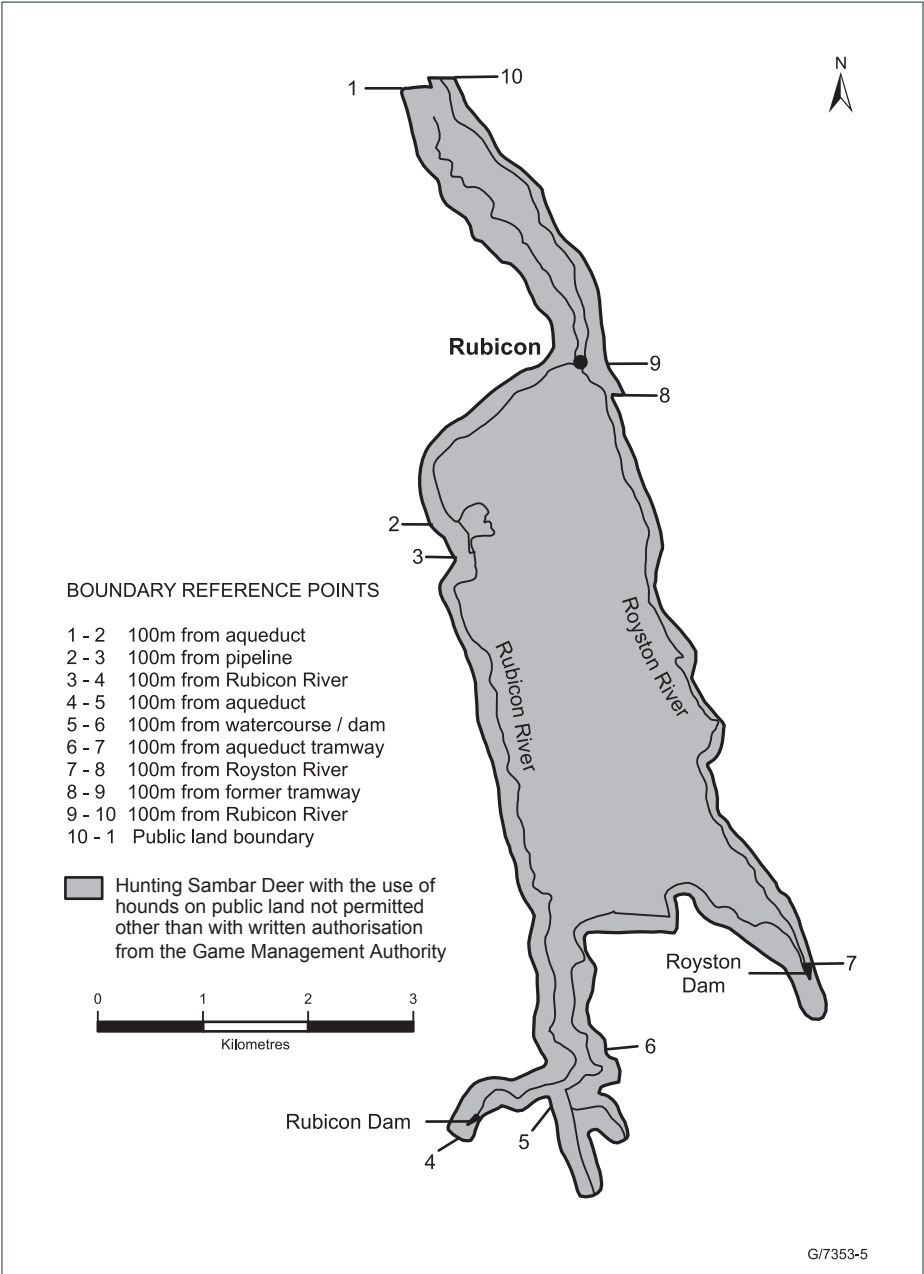 N
1
10
Rubicon
9
8
2
3
BOUNDARY REFERENCE POINTS
1 - 2 100m from aqueduct
2 - 3 100m from pipeline
3 - 4 100m from Rubicon River
4 - 5 100m from aqueduct
5 - 6 100m from watercourse / dam
6 - 7 100m from aqueduct tramway
7 - 8 100m from Royston River
8 - 9 100m from former tramway
9 - 10 100m from Rubicon River
10 - 1 Public land boundary
Rubicon River
Royston River
Hunting Sambar Deer with the use of
hounds on public land not permitted
other than with written authorisation
from the Game Management Authority
0 1 2 3
Kilometres
Royston
Dam
7
6
Rubicon Dam
5
4
G/7353-5